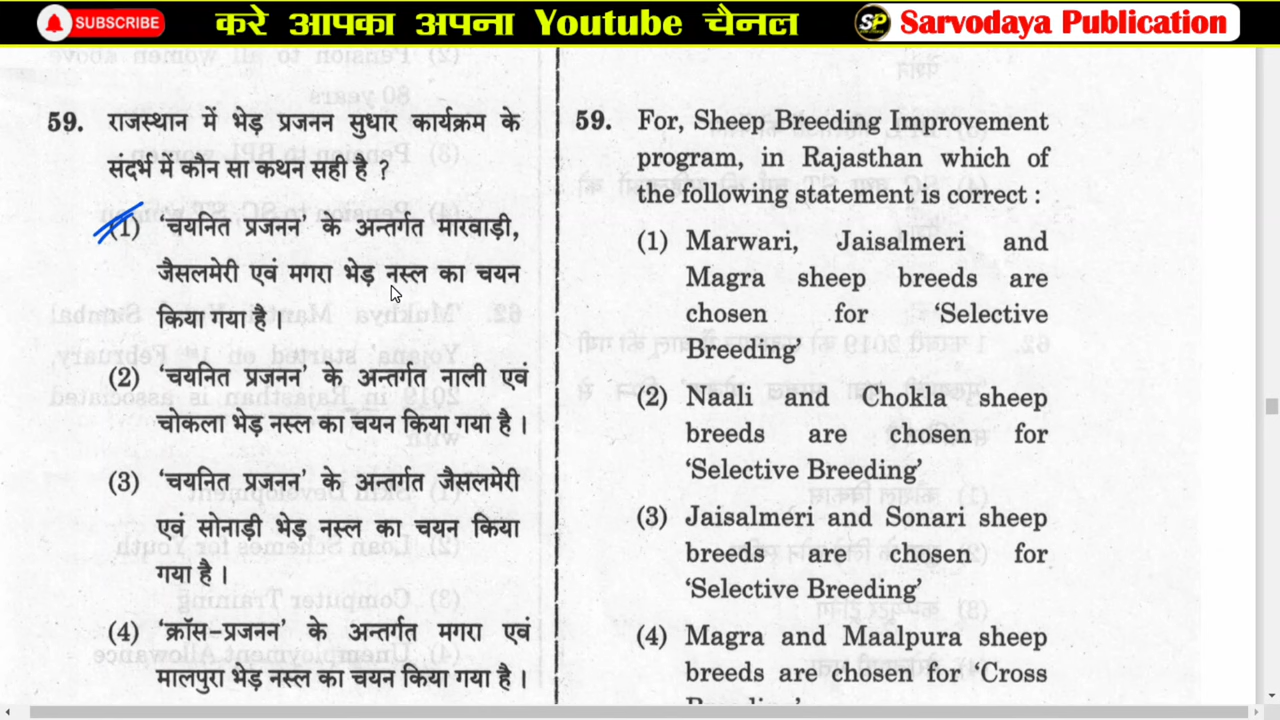 SUBSCRIBE
करे आपका अपना Youtube चैनल
SP
Sarvodaya Publication
59. राजस्थान में भेड़ प्रजनन सुधार कार्यक्रम के
संदर्भ में कौन सा कथन सही है ?
(1) 'चयनित प्रजनन' के अन्तर्गत मारवाड़ी,
जैसलमेरी एवं मगरा भेड़ नस्ल का चयन
किया गया है।
(2) 'चयनित प्रजनन' के अन्तर्गत नाली एवं
चोकला भेड़ नस्ल का चयन किया गया है।
(3) 'चयनित प्रजनन' के अन्तर्गत जैसलमेरी
एवं सोनाड़ी भेड़ नस्ल का चयन किया
गया है।
(4) 'क्रॉस-प्रजनन' के अन्तर्गत मगरा एवं
मालपुरा भेड़ नस्ल का चयन किया गया है।
59. For, Sheep Breeding Improvement
program, in Rajasthan which of
the following statement is correct :
(1) Marwari, Jaisalmeri and
Magra sheep breeds are
chosen for 'Selective
Breeding'
(2) Naali and Chokla sheep
breeds are chosen for
'Selective Breeding'
(3) Jaisalmeri and Sonari sheep
breeds are chosen for
'Selective Breeding'
(4) Magra and Maalpura sheep
breeds are chosen for 'Cross